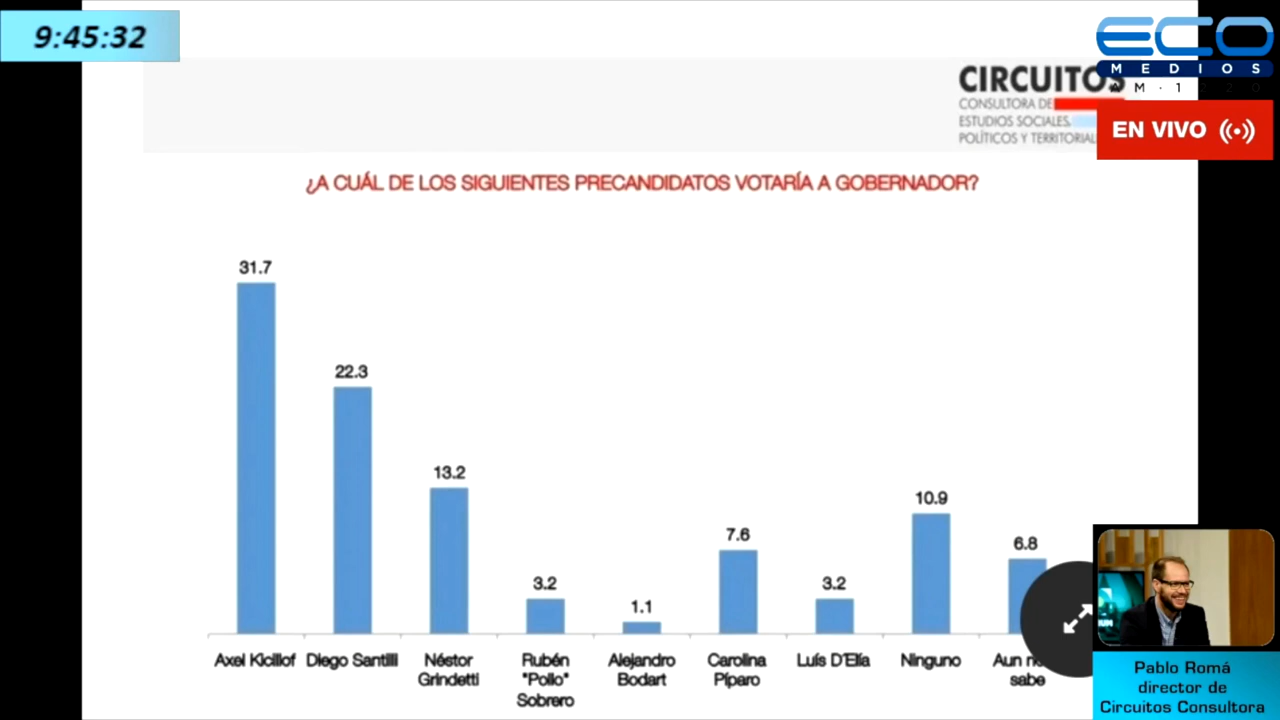 9:45:32
ECO
MEDIOS
AM·1220
EN VIVO
CIRCUITOS
CONSULTORA DE
ESTUDIOS SOCIALES,
POLÍTICOS Y TERRITORIAL
¿A CUÁL DE LOS SIGUIENTES PRECANDIDATOS VOTARÍA A GOBERNADOR?
31.7
22.3
13.2
3.2
1.1
7.6
3.2
10.9
6.8
Axel Kicillof
Diego Santilli
Néstor
Grindetti
Rubén
"Pollo"
Sobrero
Alejandro
Bodart
Carolina
Píparo
Luís D'Elía
Ninguno
Aun
sabe
Pablo Romá
director de
Circuitos Consultora